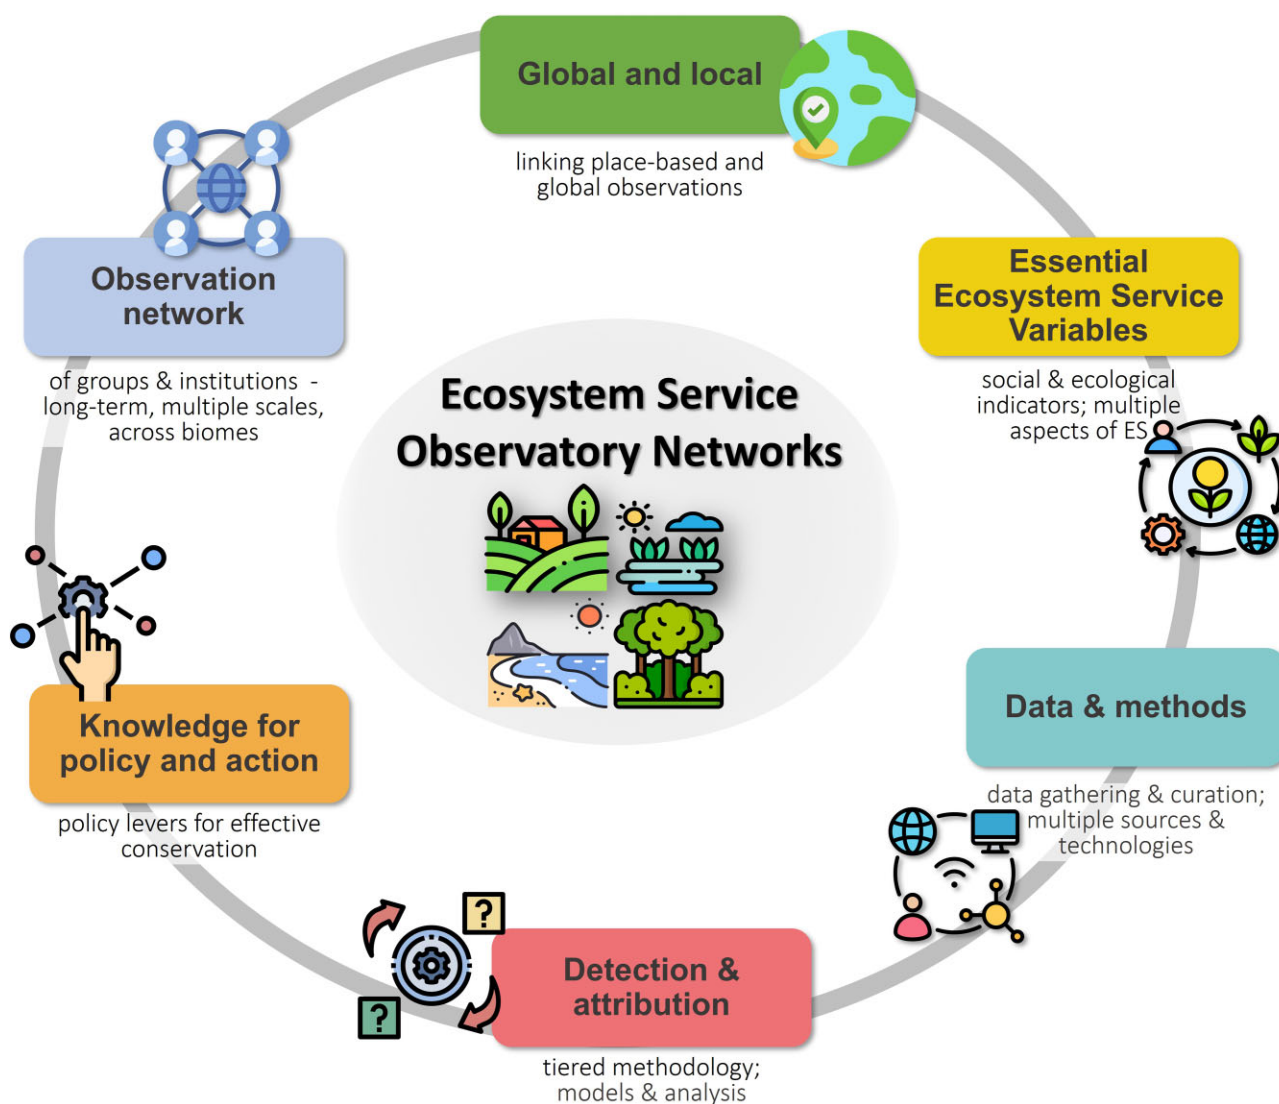 Global and local
linking place-based and
global observations
Observation
network
of groups & institutions -
long-term, multiple scales,
across biomes
Essential
Ecosystem Service
Variables
social & ecological
indicators; multiple
aspects of ES
Ecosystem Service
Observatory Networks
Knowledge for
policy and action
policy levers for effective
conservation
Data & methods
data gathering & curation;
multiple sources &
technologies
?
?
Detection &
attribution
tiered methodology;
models & analysis